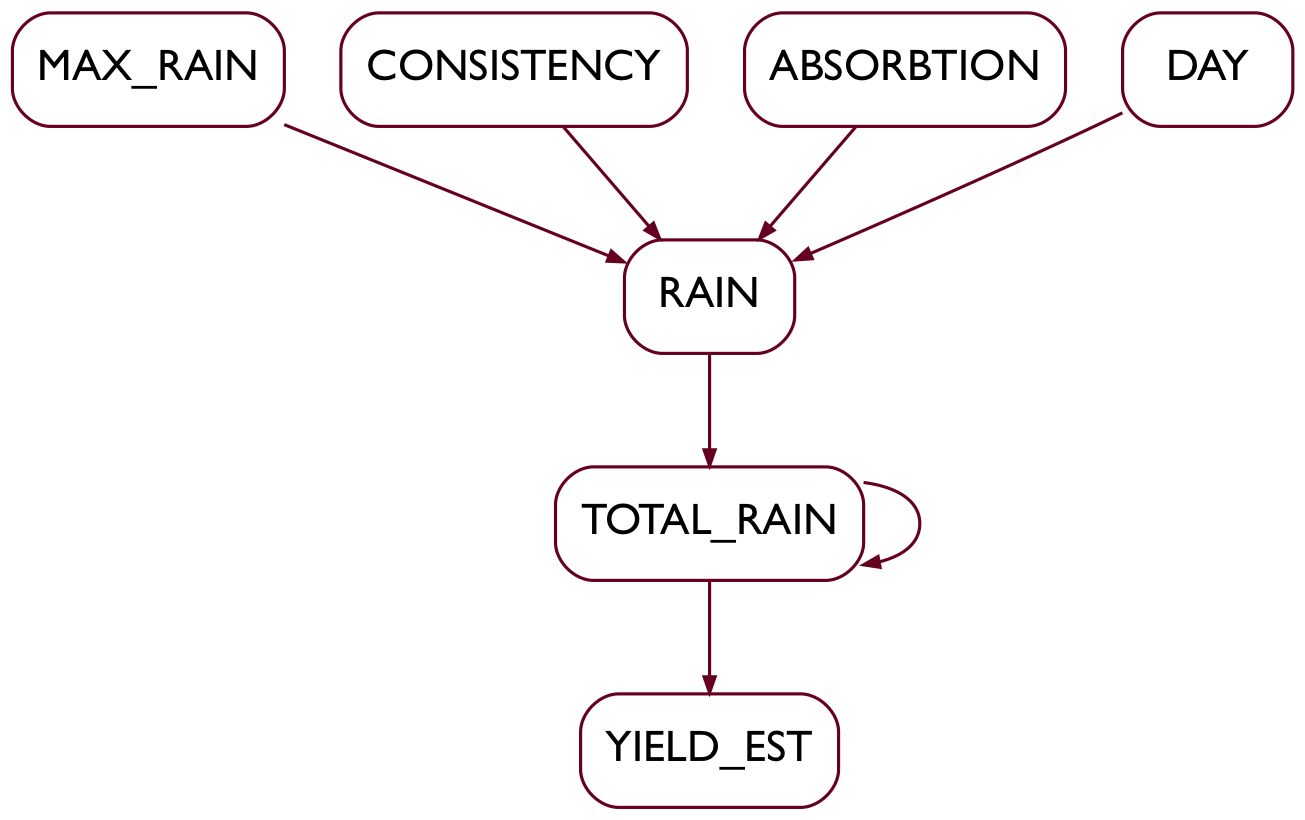 MAX_RAIN
CONSISTENCY
ABSORBTION
DAY
RAIN
TOTAL_RAIN
YIELD_EST